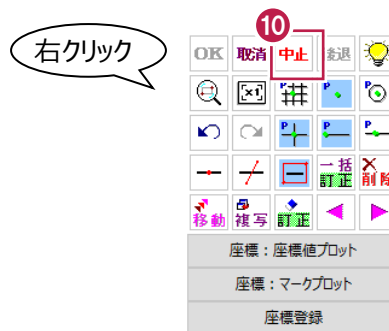 10
右クリック
OK 取消 中止 後退
[×1] P P P
P P P
一括訂正 削除
移動 複写 訂正
座標：座標値プロット
座標：マークプロット
座標登録